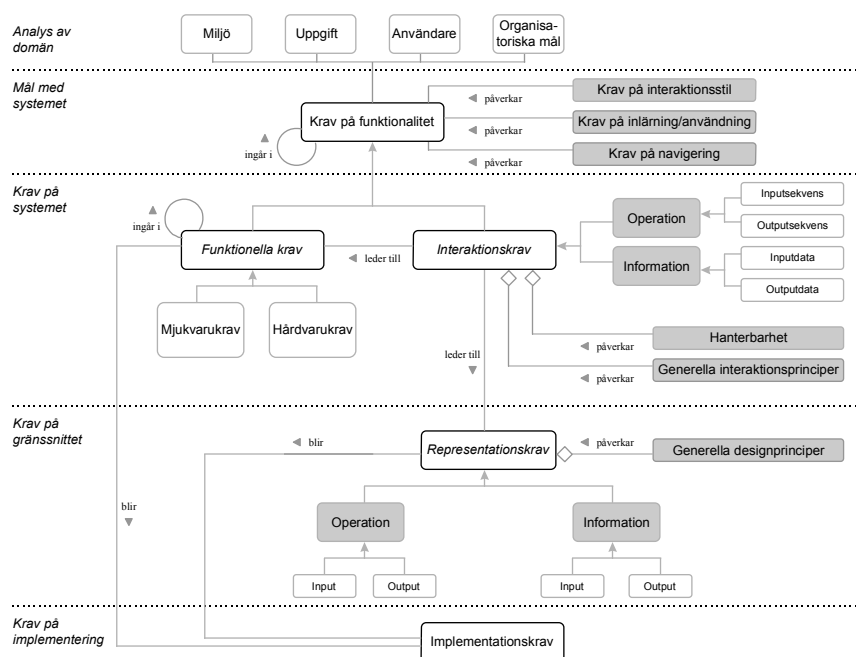 Analys av
domän
Miljö
Uppgift
Användare
Organisa-
toriska mål
Mål med
systemet
Krav på funktionalitet
ingår i
påverkar
Krav på interaktionsstil
påverkar
Krav på inlärning/användning
påverkar
Krav på navigering
Krav på
systemet
ingår i
Funktionella krav
leder till
Interaktionskrav
Operation
Information
Inputsekvens
Outputsekvens
Inputdata
Outputdata
Mjukvarukrav
Hårdvarukrav
leder till
påverkar
Hanterbarhet
påverkar
Generella interaktionsprinciper
Krav på
gränssnittet
blir
Representationskrav
påverkar
Generella designprinciper
blir
Operation
Information
Input
Output
Input
Output
Krav på
implementering
Implementationskrav